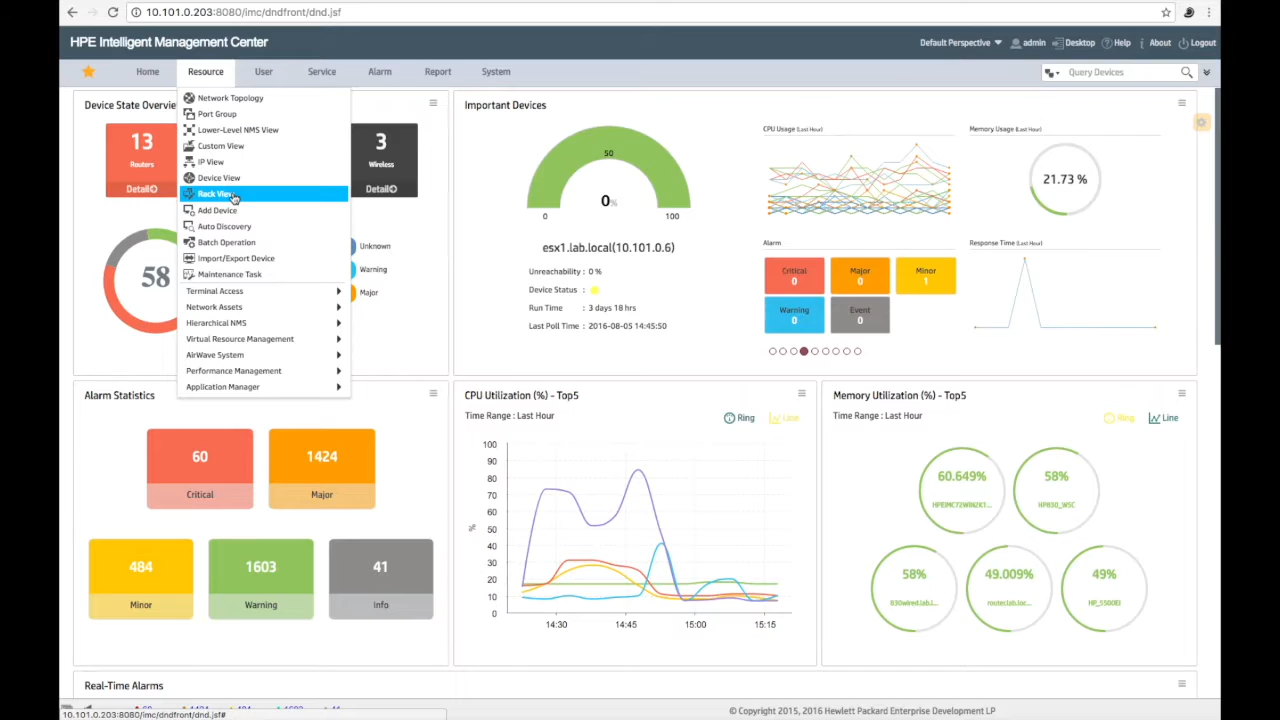 10.101.0.203:8080/imc/dndfront/dnd.jsf
HPE Intelligent Management Center
Default Perspective admin Desktop Help About Logout
Home Resource User Service Alarm Report System
Query Devices
Device State Overvie
13
Routers
Detail
3
Wireless
Detail
58
Unknown
Warning
Major
Network Topology
Port Group
Lower-Level NMS View
Custom View
IP View
Device View
Rack View
Add Device
Auto Discovery
Batch Operation
Import/Export Device
Maintenance Task
Terminal Access
Network Assets
Hierarchical NMS
Virtual Resource Management
AirWave System
Performance Management
Application Manager
Important Devices
50
0%
0 100
esx1.lab.local(10.101.0.6)
Unreachability : 0 %
Device Status :
Run Time : 3 days 18 hrs
Last Poll Time : 2016-08-05 14:45:50
CPU Usage (Last Hour)
Memory Usage (Last Hour)
21.73 %
Alarm
Critical
0
Major
0
Minor
1
Warning
0
Event
0
Response Time (Last Hour)
Alarm Statistics
60
Critical
1424
Major
484
Minor
1603
Warning
41
Info
CPU Utilization (%) - Top5
Time Range : Last Hour
Ring Line
%
100
90
80
70
60
50
40
30
20
10
0
14:30 14:45 15:00 15:15
Memory Utilization (%) - Top5
Time Range : Last Hour
Ring Line
60.649%
58%
HP830_WSC
58%
830wired.lab.l...
49.009%
router.lab.loc...
49%
HP_5500EI
Real-Time Alarms
10.101.0.203:8080/imc/dndfront/dnd.jsf#
© Copyright 2015, 2016 Hewlett Packard Enterprise Development LP